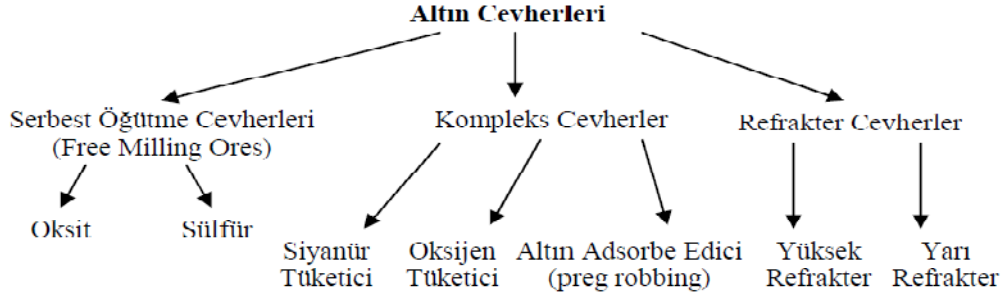 Altın Cevherleri
Serbest Öğütme Cevherleri
(Free Milling Ores)
Kompleks Cevherler
Refrakter Cevherler
Oksit
Sülfür
Siyanür
Tüketici
Oksijen
Tüketici
Altın Adsorbe Edici
(preg robbing)
Yüksek
Refrakter
Yarı
Refrakter